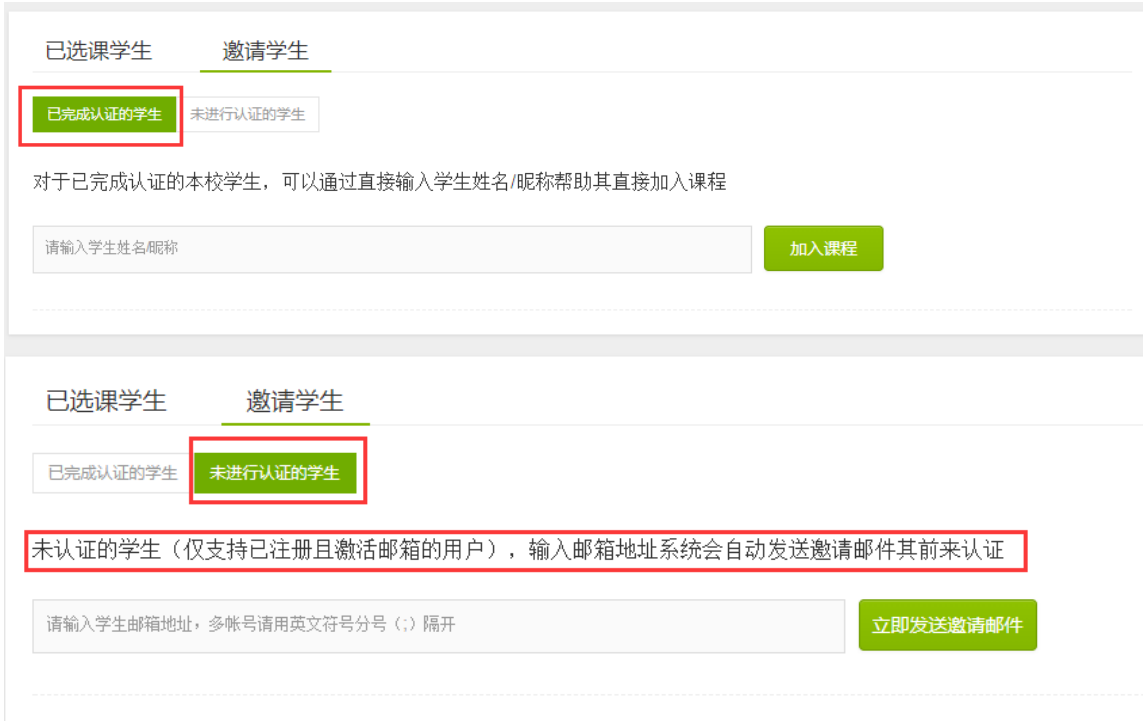 已选课学生 邀请学生
已完成认证的学生 未进行认证的学生
对于已完成认证的本校学生，可以通过直接输入学生姓名/昵称帮助其直接加入课程
请输入学生姓名/昵称 加入课程
已选课学生 邀请学生
已完成认证的学生 未进行认证的学生
未认证的学生（仅支持已注册且激活邮箱的用户），输入邮箱地址系统会自动发送邀请邮件其前来认证
请输入学生邮箱地址，多帐号请用英文符号分号（;）隔开 立即发送邀请邮件